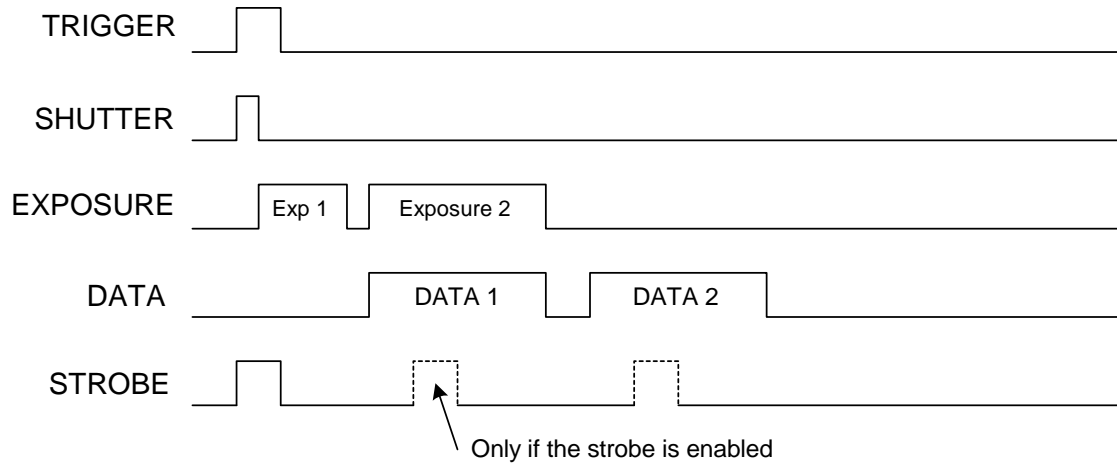 TRIGGER
SHUTTER
EXPOSURE
Exp 1
Exposure 2
DATA
DATA 1
DATA 2
STROBE
Only if the strobe is enabled